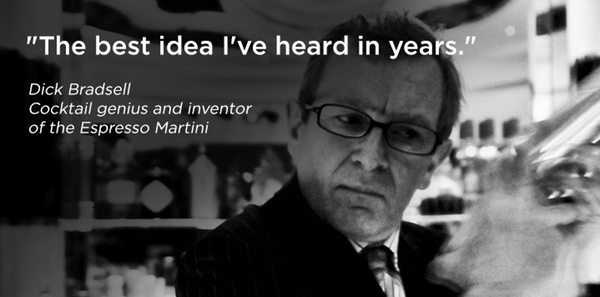 "The best idea I've heard in years."
Dick Bradsell
Cocktail genius and inventor
of the Espresso Martini